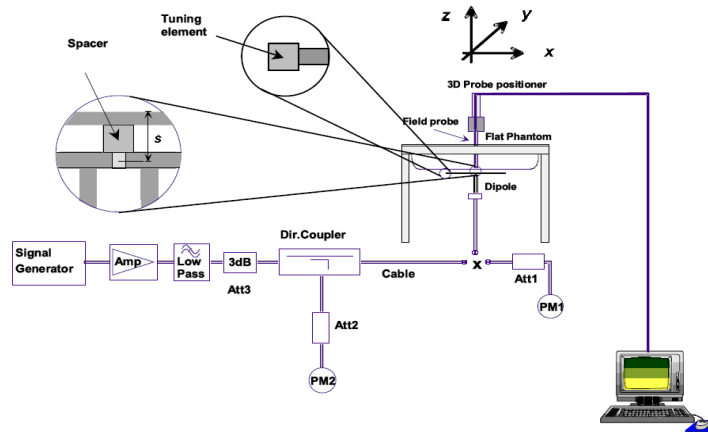 Tuning
element
Spacer
s
z
y
x
3D Probe positioner
Field probe
Flat Phantom
Dipole
Dir.Coupler
Signal
Generator
Amp
Low
Pass
3dB
Att3
Cable
x
Att1
PM1
Att2
PM2